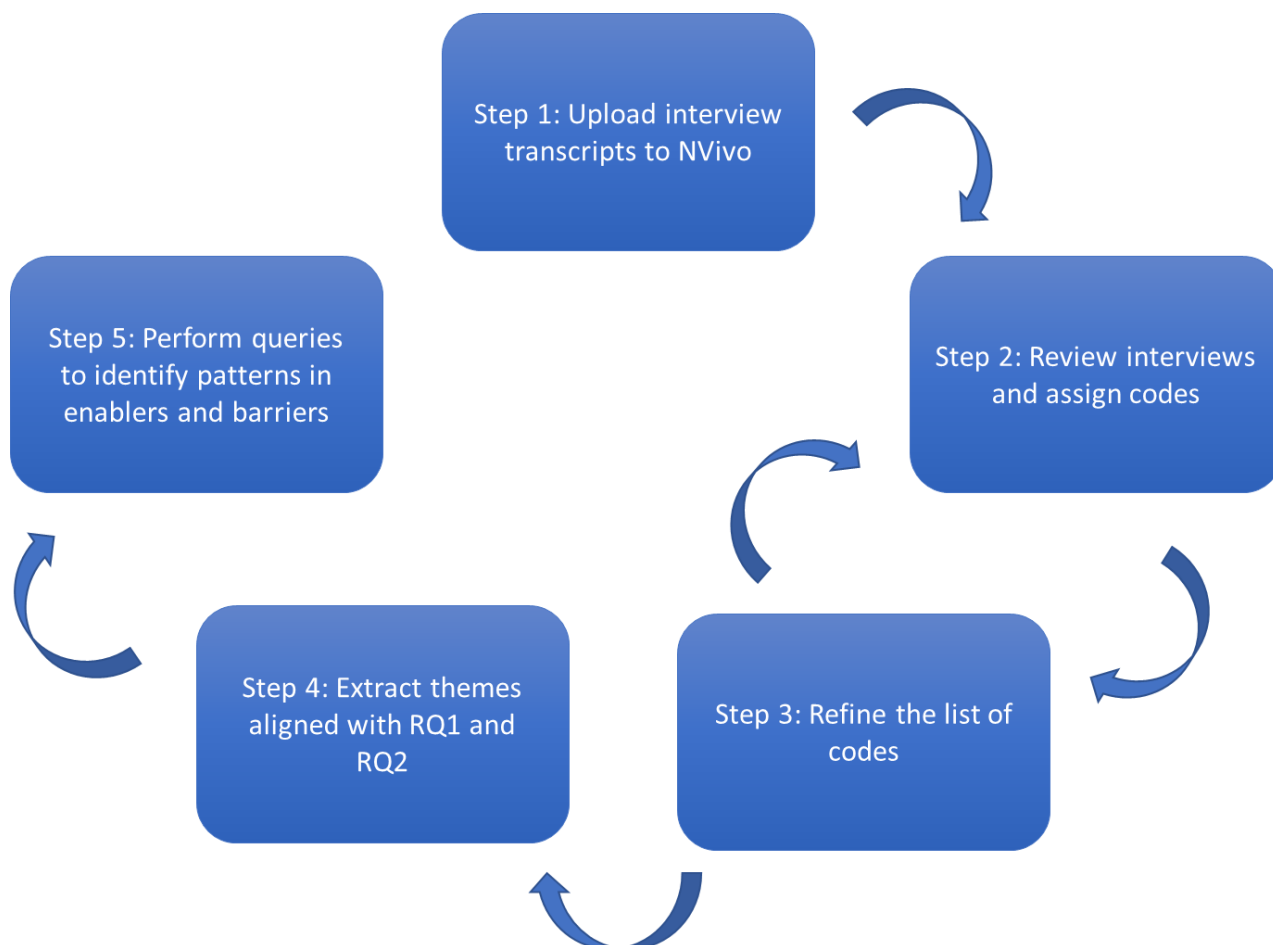 Step 1: Upload interview
transcripts to NVivo
Step 2: Review interviews
and assign codes
Step 3: Refine the list of
codes
Step 4: Extract themes
aligned with RQ1 and
RQ2
Step 5: Perform queries
to identify patterns in
enablers and barriers